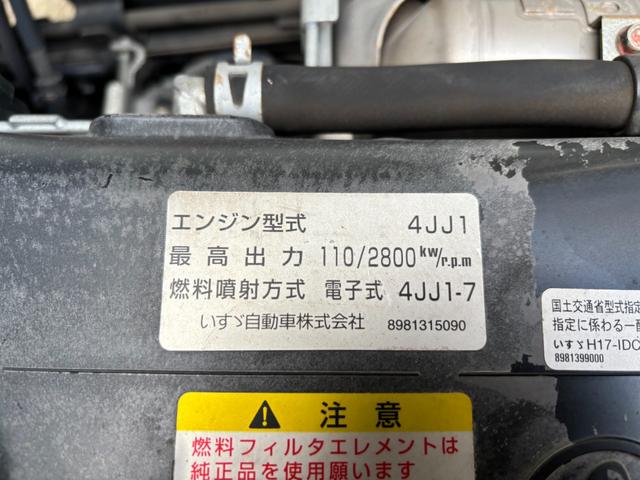 エンジン型式 4JJ1
最高出力 110/2800 kw/r.p.m
燃料噴射方式 電子式 4JJ1-7
いすゞ自動車株式会社 8981315090
国土交通省型式指定
指定に係わる一酸
いすゞH17-IDC
8981399000
注意
燃料フィルタエレメントは
純正品を使用願います